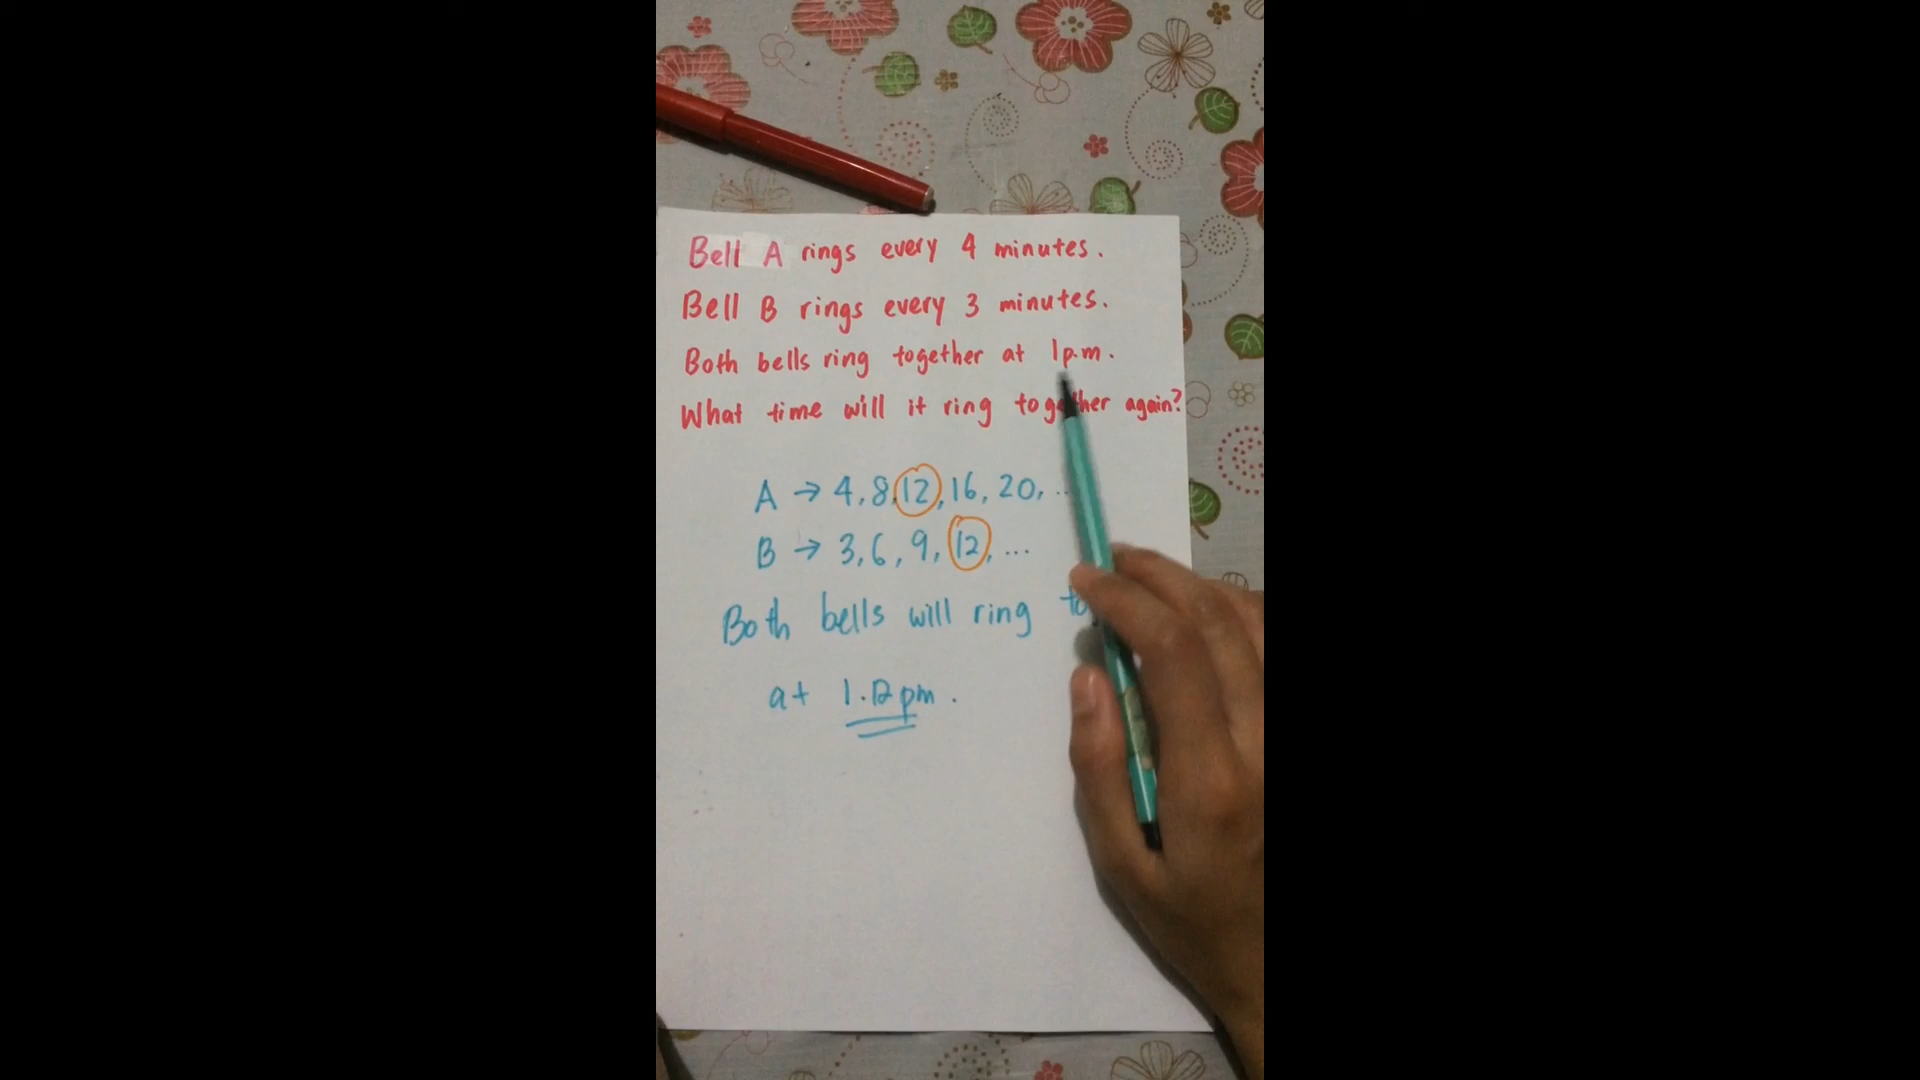 Bell A rings every 4 minutes.
Bell B rings every 3 minutes.
Both bells ring together at 1p.m.
What time will it ring together again?
A → 4, 8, 12, 16, 20, ..
B → 3, 6, 9, 12, ...
Both bells will ring
at 1.12pm.